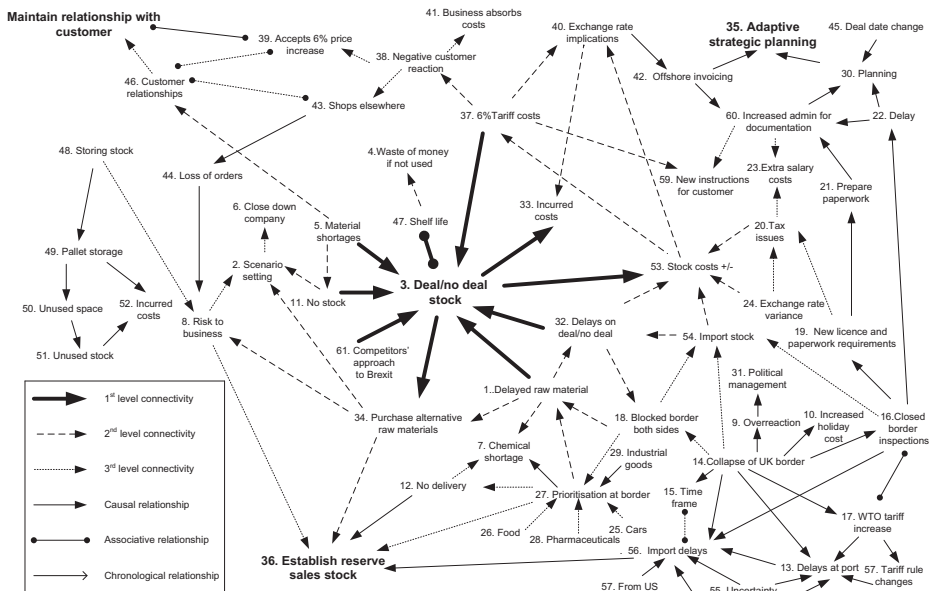 Maintain relationship with
customer
41. Business absorbs
costs
40. Exchange rate
implications
35. Adaptive
strategic planning
45. Deal date change
39. Accepts 6% price
increase
38. Negative customer
reaction
42. Offshore invoicing
30. Planning
46. Customer
relationships
43. Shops elsewhere
37. 6%Tariff costs
60. Increased admin for
documentation
22. Delay
48. Storing stock
4.Waste of money
if not used
44. Loss of orders
59. New instructions
for customer
23.Extra salary
costs
21. Prepare
paperwork
6. Close down
company
5. Material
shortages
47. Shelf life
33. Incurred
costs
20.Tax
issues
49. Pallet storage
2. Scenario
setting
11. No stock
3. Deal/no deal
stock
53. Stock costs +/-
50. Unused space
52. Incurred
costs
8. Risk to
business
24. Exchange rate
variance
32. Delays on
deal/no deal
54. Import stock
19. New licence and
paperwork requirements
51. Unused stock
61. Competitors'
approach
to Brexit
31. Political
management
1..Delayed raw material
1st level connectivity
2nd level connectivity
3rd level connectivity
Causal relationship
Associative relationship
Chronological relationship
34. Purchase alternative
raw materials
18. Blocked border
both sides
9. Overreaction
10. Increased
holiday
cost
16.Closed
border
inspections
7. Chemical
shortage
29. Industrial
goods
14.Collapse of UK border
12. No delivery
27. Prioritisation at border
15. Time
frame
26. Food
28. Pharmaceuticals
25. Cars
17. WTO tariff
increase
36. Establish reserve
sales stock
56. Import delays
13. Delays at port
57. Tariff rule
changes
57. From US
55. Uncertainty